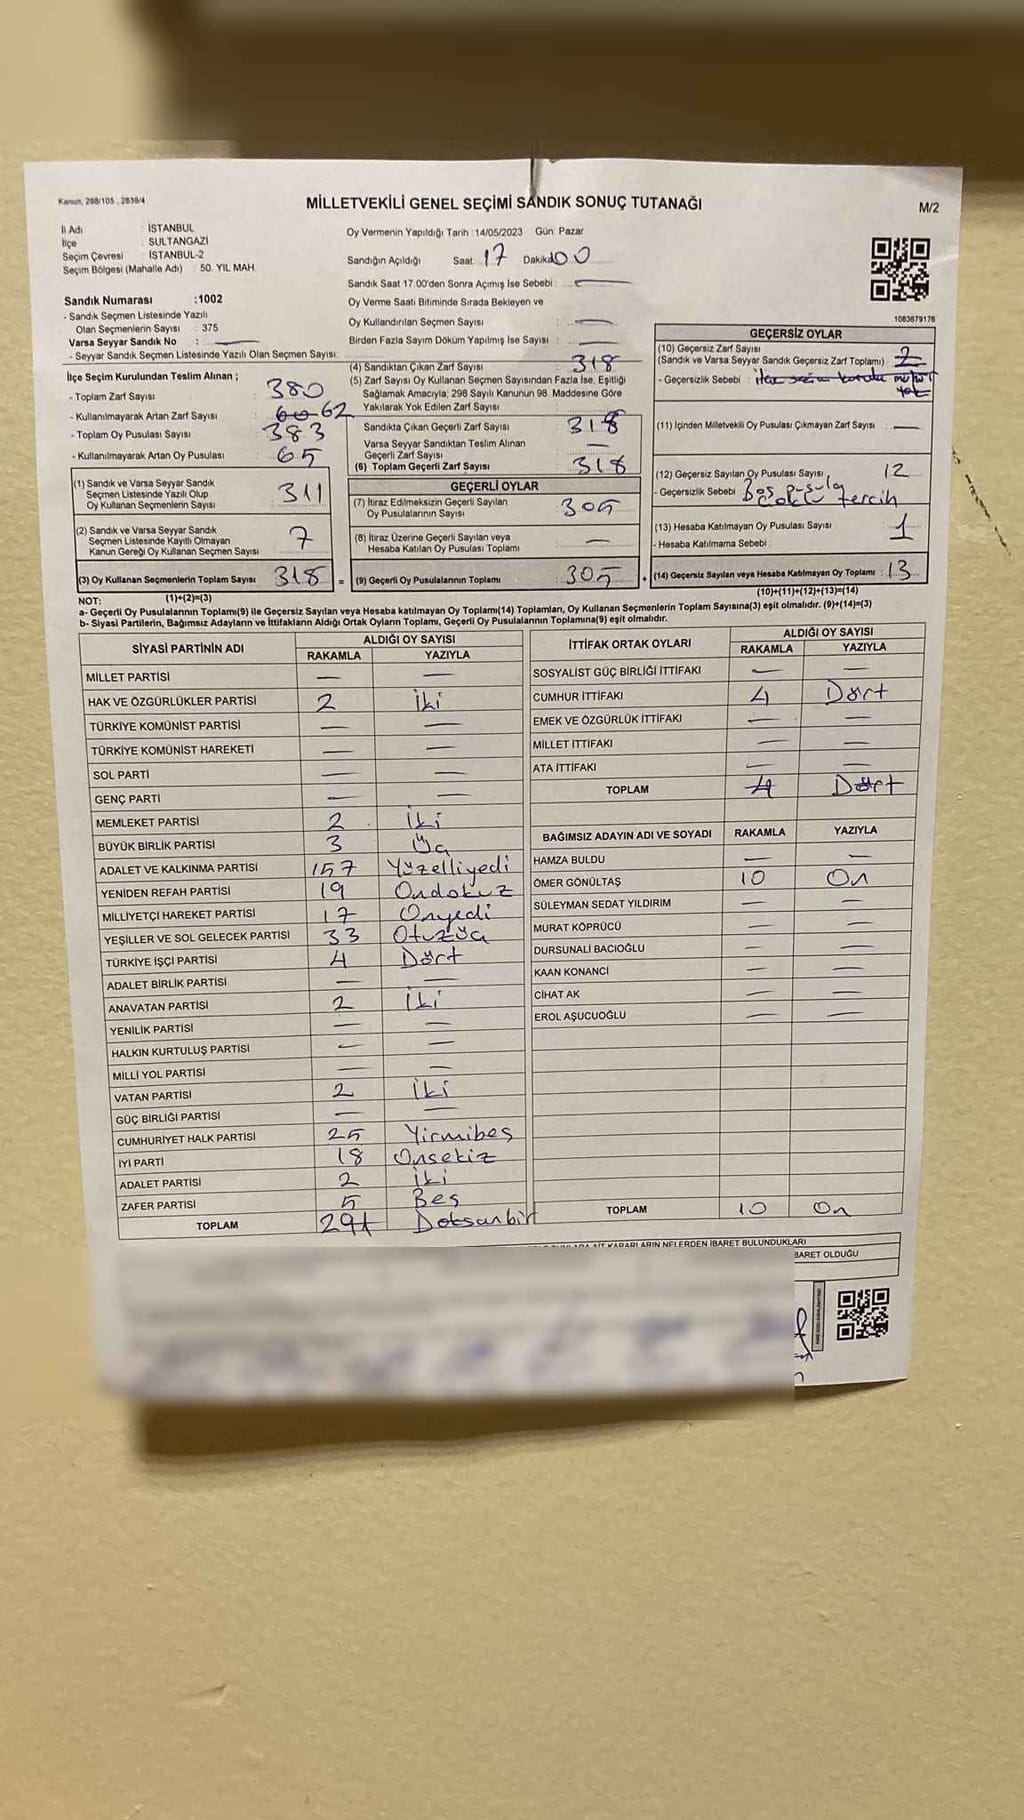 Kanun, 298/105 , 2839/4
MİLLETVEKİLİ GENEL SEÇİMİ SANDIK SONUÇ TUTANAĞI
M/2
İl Adı : İSTANBUL
İlçe : SULTANGAZİ
Seçim Çevresi : İSTANBUL-2
Seçim Bölgesi (Mahalle Adı) : 50. YIL MAH.
Sandık Numarası :1002
- Sandık Seçmen Listesinde Yazılı
Olan Seçmenlerin Sayısı : 375
Varsa Seyyar Sandık No : —
- Seyyar Sandık Seçmen Listesinde Yazılı Olan Seçmen Sayısı:
Oy Vermenin Yapıldığı Tarih :14/05/2023 Gün: Pazar
Sandığın Açıldığı Saat: 17 Dakika: 00
Sandık Saat 17.00'den Sonra Açımış İse Sebebi : —
Oy Verme Saati Bitiminde Sırada Bekleyen ve
Oy Kullandırılan Seçmen Sayısı : —
Birden Fazla Sayım Döküm Yapılmış İse Sayısı : —
1083679178
İlçe Seçim Kurulundan Teslim Alınan ;
- Toplam Zarf Sayısı : 380
- Kullanılmayarak Artan Zarf Sayısı : 62
- Toplam Oy Pusulası Sayısı : 383
- Kullanılmayarak Artan Oy Pusulası : 65
(1) Sandık ve Varsa Seyyar Sandık
Seçmen Listesinde Yazılı Olup
Oy Kullanan Seçmenlerin Sayısı : 311
(2) Sandık ve Varsa Seyyar Sandık
Seçmen Listesinde Kayıtlı Olmayan
Kanun Gereği Oy Kullanan Seçmen Sayısı : 7
(3) Oy Kullanan Seçmenlerin Toplam Sayısı : 318 =
(1)+(2)=(3)
(4) Sandıktan Çıkan Zarf Sayısı : 318
(5) Zarf Sayısı Oy Kullanan Seçmen Sayısından Fazla İse, Eşitliği
Sağlamak Amacıyla; 298 Sayılı Kanunun 98. Maddesine Göre
Yakılarak Yok Edilen Zarf Sayısı : —
Sandıkta Çıkan Geçerli Zarf Sayısı : 318
Varsa Seyyar Sandıktan Teslim Alınan
Geçerli Zarf Sayısı : —
(6) Toplam Geçerli Zarf Sayısı : 318
GEÇERLİ OYLAR
(7) İtiraz Edilmeksizin Geçerli Sayılan
Oy Pusulalarının Sayısı : 305
(8) İtiraz Üzerine Geçerli Sayılan veya
Hesaba Katılan Oy Pusulası Toplamı : —
(9) Geçerli Oy Pusulalarının Toplamı : 305 +
GEÇERSİZ OYLAR
(10) Geçersiz Zarf Sayısı
(Sandık ve Varsa Seyyar Sandık Geçersiz Zarf Toplamı) : 2
- Geçersizlik Sebebi :
(11) İçinden Milletvekili Oy Pusulası Çıkmayan Zarf Sayısı : —
(12) Geçersiz Sayılan Oy Pusulası Sayısı : 12
- Geçersizlik Sebebi : Boş pusula
tercih
(13) Hesaba Katılmayan Oy Pusulası Sayısı : 1
- Hesaba Katılmama Sebebi :
(14) Geçersiz Sayılan veya Hesaba Katılmayan Oy Toplamı : 13
(10)+(11)+(12)+(13)=(14)
NOT:
a- Geçerli Oy Pusulasının Toplamı(9) ile Geçersiz Sayılan veya Hesaba katılmayan Oy Toplamı(14) Toplamları, Oy Kullanan Seçmenlerin Toplam Sayısına(3) eşit olmalıdır. (9)+(14)=(3)
b- Siyasi Partilerin, Bağımsız Adayların ve İttifakların Aldığı Ortak Oyların Toplamı, Geçerli Oy Pusulasının Toplamına(9) eşit olmalıdır.
SİYASİ PARTİNİN ADI ALDIĞI OY SAYISI
RAKAMLA YAZIYLA
MİLLET PARTİSİ — —
HAK VE ÖZGÜRLÜKLER PARTİSİ 2 İki
TÜRKİYE KOMÜNİST PARTİSİ — —
TÜRKİYE KOMÜNİST HAREKETİ — —
SOL PARTİ — —
GENÇ PARTİ — —
MEMLEKET PARTİSİ 2 İki
BÜYÜK BİRLİK PARTİSİ 3 Üç
ADALET VE KALKINMA PARTİSİ 157 Yüzelliyedi
YENİDEN REFAH PARTİSİ 19 Ondokuz
MİLLİYETÇİ HAREKET PARTİSİ 17 Onyedi
YEŞİLLER VE SOL GELECEK PARTİSİ 33 Otuzüç
TÜRKİYE İŞÇİ PARTİSİ 4 Dört
ADALET BİRLİK PARTİSİ — —
ANAVATAN PARTİSİ 2 İki
YENİLİK PARTİSİ — —
HALKIN KURTULUŞ PARTİSİ — —
MİLLİ YOL PARTİSİ — —
VATAN PARTİSİ 2 İki
GÜÇ BİRLİĞİ PARTİSİ — —
CUMHURİYET HALK PARTİSİ 25 Yirmibeş
İYİ PARTİ 18 Onsekiz
ADALET PARTİSİ 2 İki
ZAFER PARTİSİ 5 Beş
TOPLAM 291 Doksanbir
İTTİFAK ORTAK OYLARI ALDIĞI OY SAYISI
RAKAMLA YAZIYLA
SOSYALİST GÜÇ BİRLİĞİ İTTİFAKI — —
CUMHUR İTTİFAKI 4 Dört
EMEK VE ÖZGÜRLÜK İTTİFAKI — —
MİLLET İTTİFAKI — —
ATA İTTİFAKI — —
TOPLAM 4 Dört
BAĞIMSIZ ADAYIN ADI VE SOYADI RAKAMLA YAZIYLA
HAMZA BULDU — —
ÖMER GÖNÜLTAŞ 10 On
SÜLEYMAN SEDAT YILDIRIM — —
MURAT KÖPRÜCÜ — —
DURSUNALİ BACIOĞLU — —
KAAN KONANCİ — —
CİHAT AK — —
EROL AŞUCUOĞLU — —
TOPLAM 10 On
KARARLARIN NELERDEN İBARET BULUNDUKLARI
BARET OLDUĞU